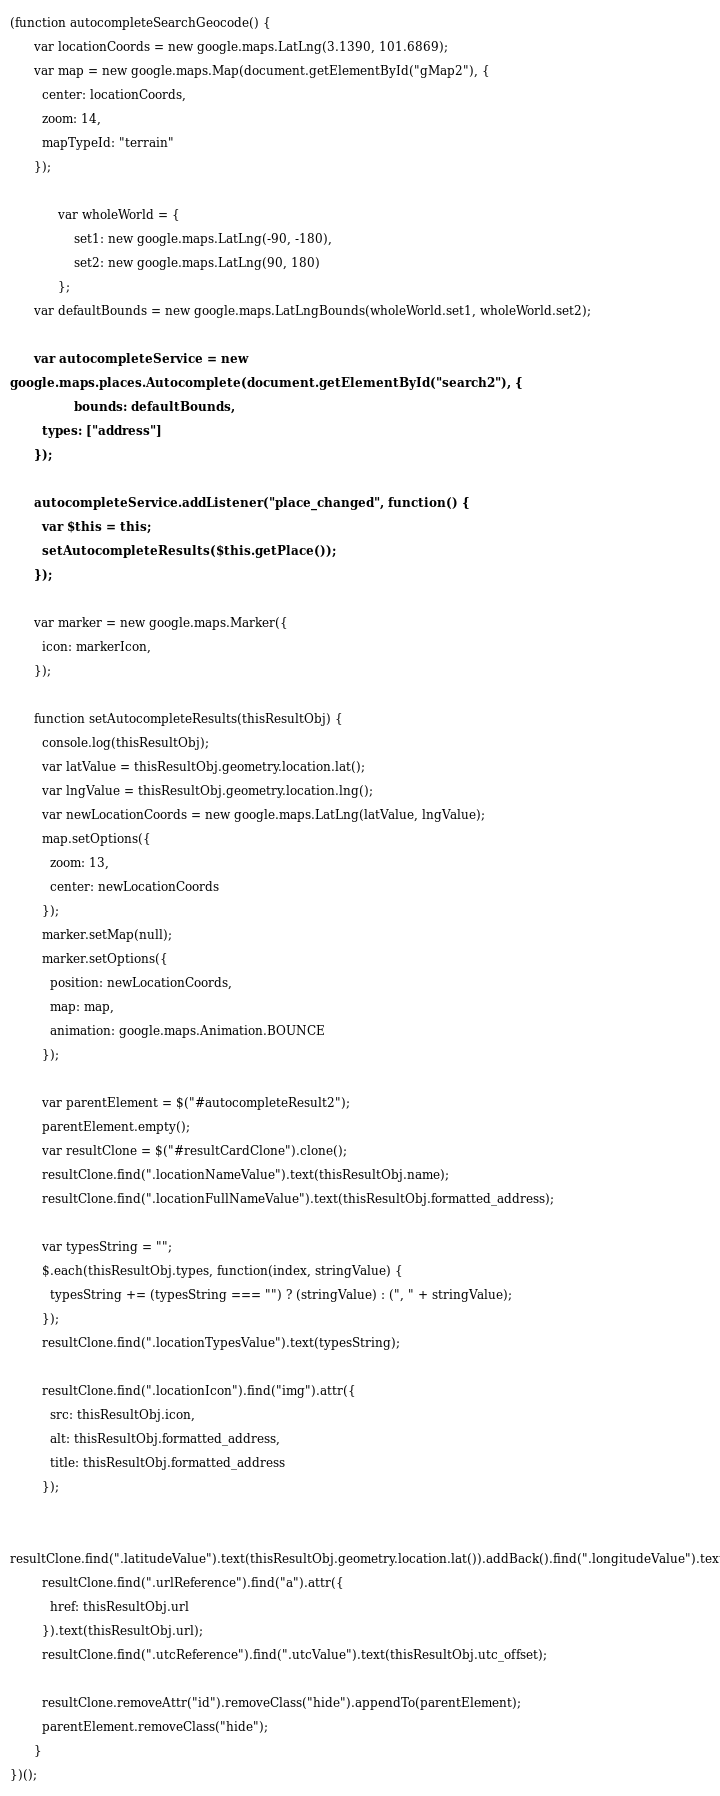 (function autocompleteSearchGeocode() {
var locationCoords = new google.maps.LatLng(3.1390, 101.6869);
var map = new google.maps.Map(document.getElementById("gMap2"), {
center: locationCoords,
zoom: 14,
mapTypeId: "terrain"
});
var wholeWorld = {
set1: new google.maps.LatLng(-90, -180),
set2: new google.maps.LatLng(90, 180)
};
var defaultBounds = new google.maps.LatLngBounds(wholeWorld.set1, wholeWorld.set2);
var autocompleteService = new
google.maps.places.Autocomplete(document.getElementById("search2"), {
bounds: defaultBounds,
types: ["address"]
});
autocompleteService.addListener("place_changed", function() {
var $this = this;
setAutocompleteResults($this.getPlace());
});
var marker = new google.maps.Marker({
icon: markerIcon,
});
function setAutocompleteResults(thisResultObj) {
console.log(thisResultObj);
var latValue = thisResultObj.geometry.location.lat();
var lngValue = thisResultObj.geometry.location.lng();
var newLocationCoords = new google.maps.LatLng(latValue, lngValue);
map.setOptions({
zoom: 13,
center: newLocationCoords
});
marker.setMap(null);
marker.setOptions({
position: newLocationCoords,
map: map,
animation: google.maps.Animation.BOUNCE
});
var parentElement = $("#autocompleteResult2");
parentElement.empty();
var resultClone = $("#resultCardClone").clone();
resultClone.find(".locationNameValue").text(thisResultObj.name);
resultClone.find(".locationFullNameValue").text(thisResultObj.formatted_address);
var typesString = "";
$.each(thisResultObj.types, function(index, stringValue) {
typesString += (typesString === "") ? (stringValue) : (", " + stringValue);
});
resultClone.find(".locationTypesValue").text(typesString);
resultClone.find(".locationIcon").find("img").attr({
src: thisResultObj.icon,
alt: thisResultObj.formatted_address,
title: thisResultObj.formatted_address
});
resultClone.find(".latitudeValue").text(thisResultObj.geometry.location.lat()).addBack().find(".longitudeValue").tex
resultClone.find(".urlReference").find("a").attr({
href: thisResultObj.url
}).text(thisResultObj.url);
resultClone.find(".utcReference").find(".utcValue").text(thisResultObj.utc_offset);
resultClone.removeAttr("id").removeClass("hide").appendTo(parentElement);
parentElement.removeClass("hide");
}
})();